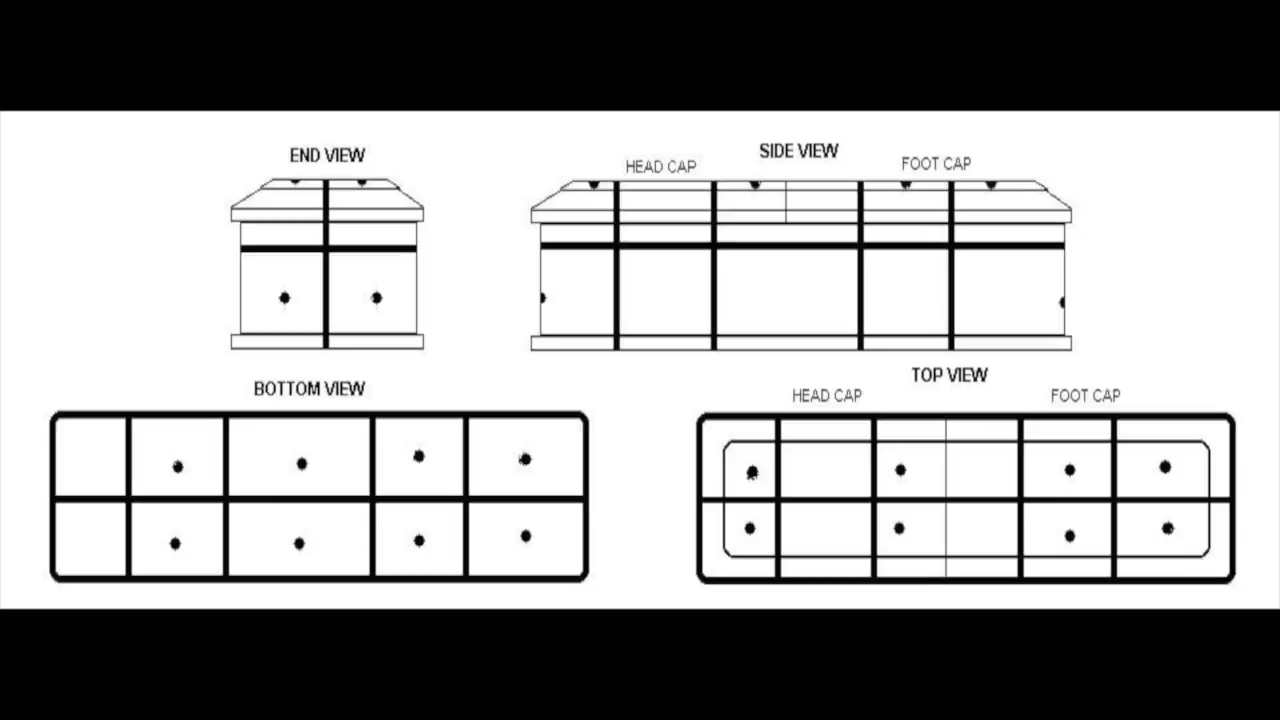 END VIEW
SIDE VIEW
HEAD CAP
FOOT CAP
BOTTOM VIEW
TOP VIEW
HEAD CAP
FOOT CAP